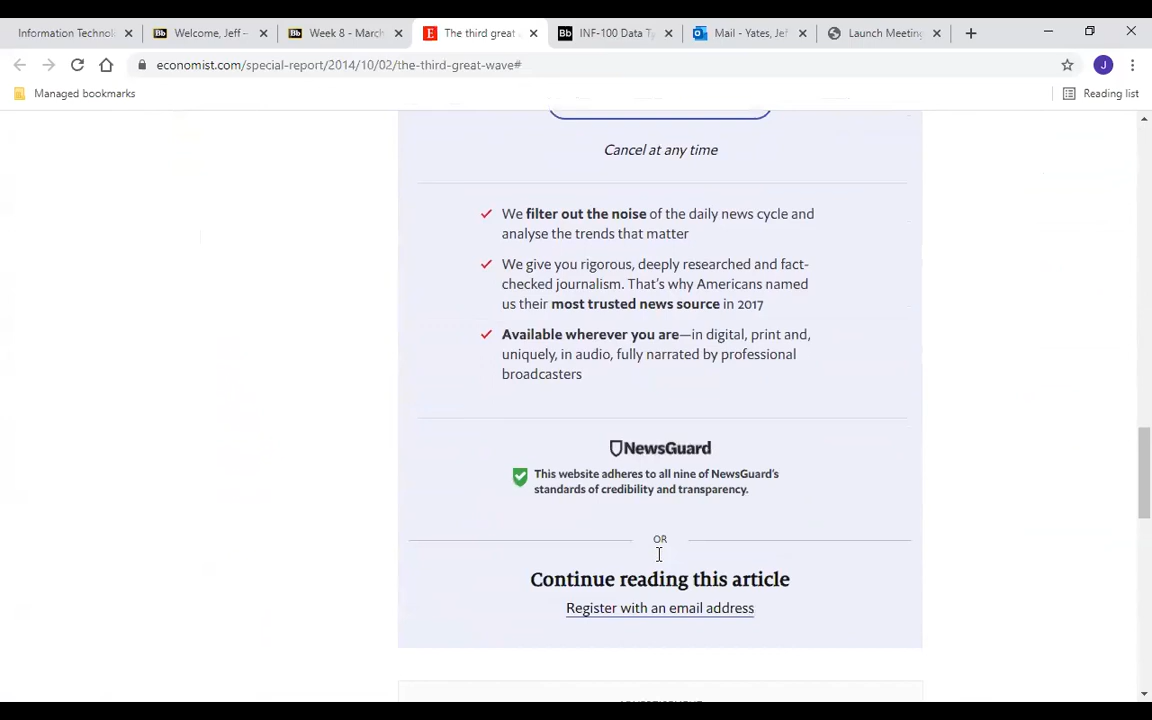 Information Technol
Bb Welcome, Jeff –
Bb Week 8 - March
E The third great
Bb INF-100 Data Ty
Mail - Yates, Jef
Launch Meeting
economist.com/special-report/2014/10/02/the-third-great-wave#
J
Managed bookmarks
Reading list
Cancel at any time
We filter out the noise of the daily news cycle and
analyse the trends that matter
We give you rigorous, deeply researched and fact-
checked journalism. That's why Americans named
us their most trusted news source in 2017
Available wherever you are—in digital, print and,
uniquely, in audio, fully narrated by professional
broadcasters
NewsGuard
This website adheres to all nine of NewsGuard's
standards of credibility and transparency.
OR
Continue reading this article
Register with an email address